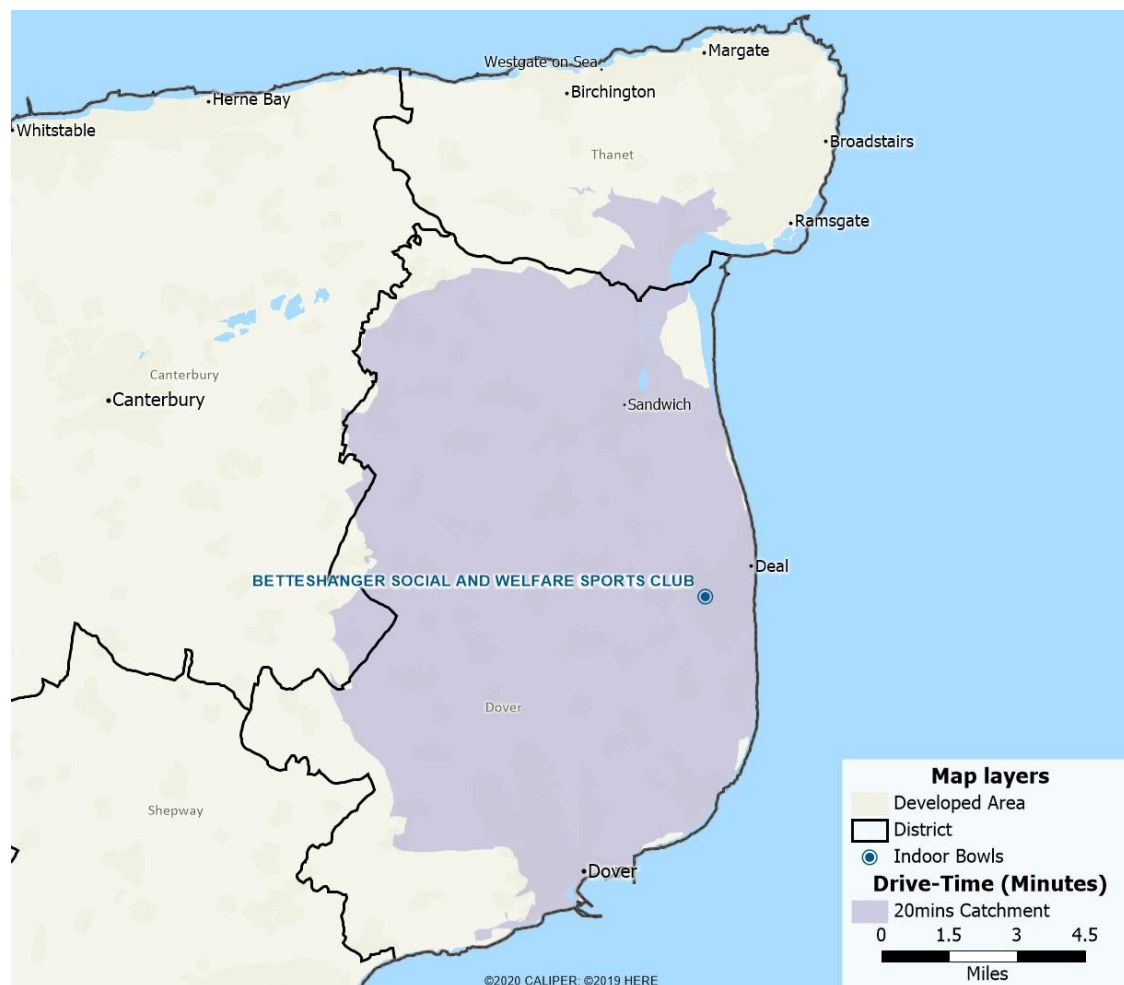 Margate
Westgate on Sea
Birchington
Herne Bay
Whitstable
Broadstairs
Thanet
Ramsgate
Canterbury
Canterbury
Sandwich
Deal
BETTESHANGER SOCIAL AND WELFARE SPORTS CLUB
Dover
Shepway
Dover
Map layers
Developed Area
District
Indoor Bowls
Drive-Time (Minutes)
20mins Catchment
0 1.5 3 4.5
Miles
©2020 CALIPER; ©2019 HERE